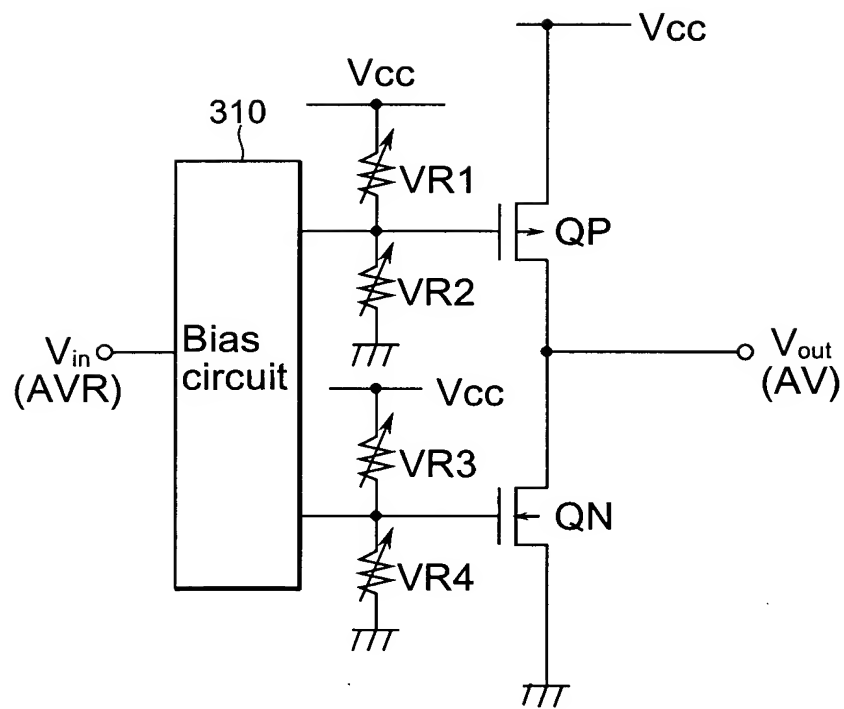 Vcc
Vcc
310
VR1
QP
VR2
Bias
circuit
Vin
(AVR)
Vout
(AV)
Vcc
VR3
QN
VR4